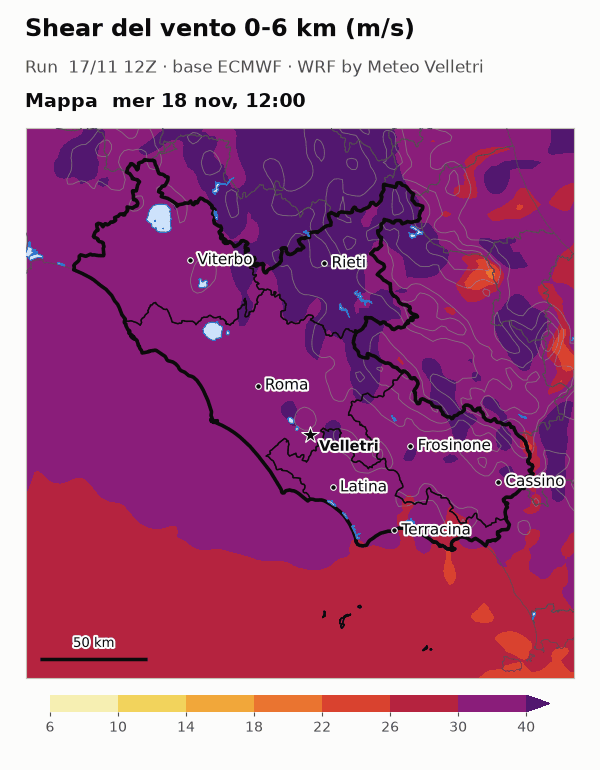 Shear del vento 0-6 km (m/s)
Run  17/11 12Z · base ECMWF · WRF by Meteo Velletri
Mappa  mer 18 nov, 12:00
Viterbo
Rieti
Roma
Velletri
Frosinone
Latina
Cassino
Terracina
50 km
6 10 14 18 22 26 30 40